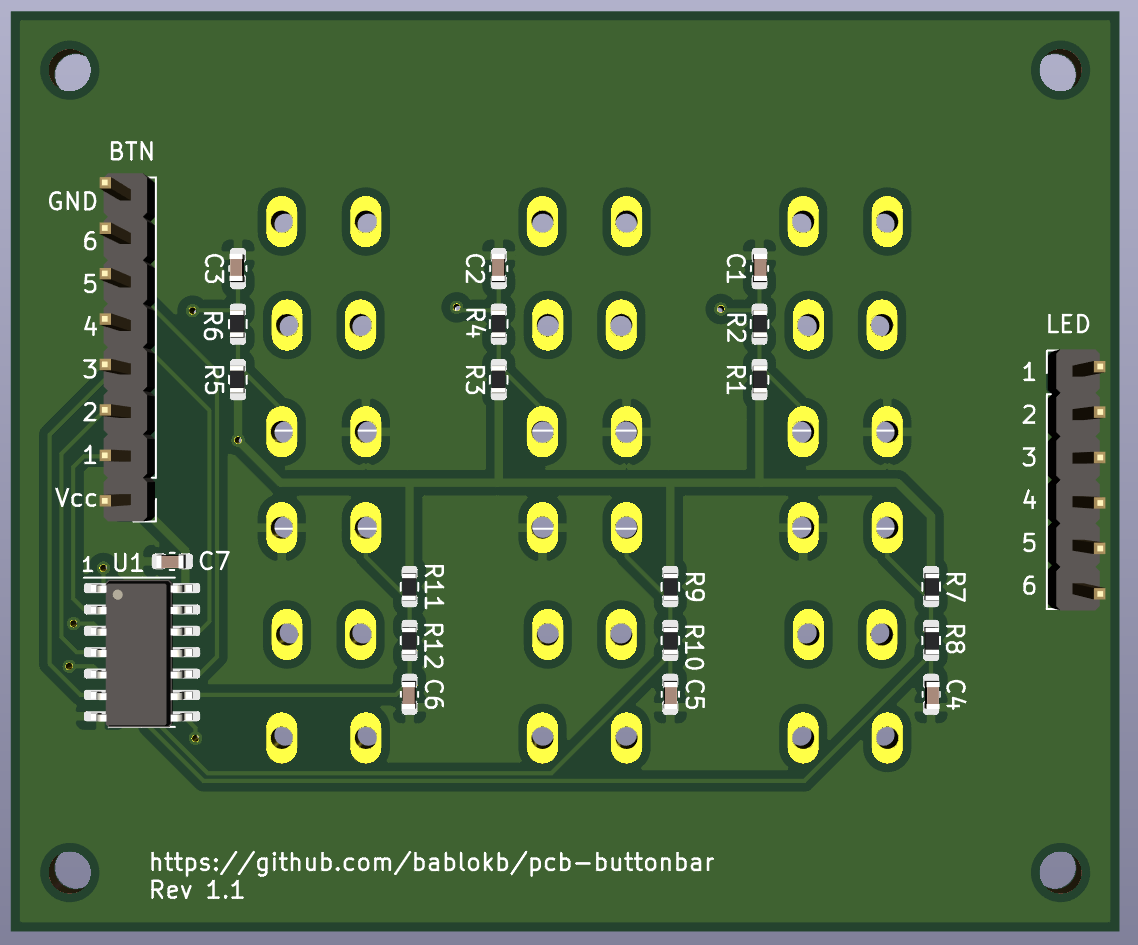 BTN
GND
6
5
4
3
2
1
Vcc
C3
R6
R5
C2
R4
R3
C1
R2
R1
LED
1
2
3
4
5
6
1 U1 C7
R11
R12
C6
R9
R10
C5
R7
R8
C4
https://github.com/bablokb/pcb-buttonbar
Rev 1.1